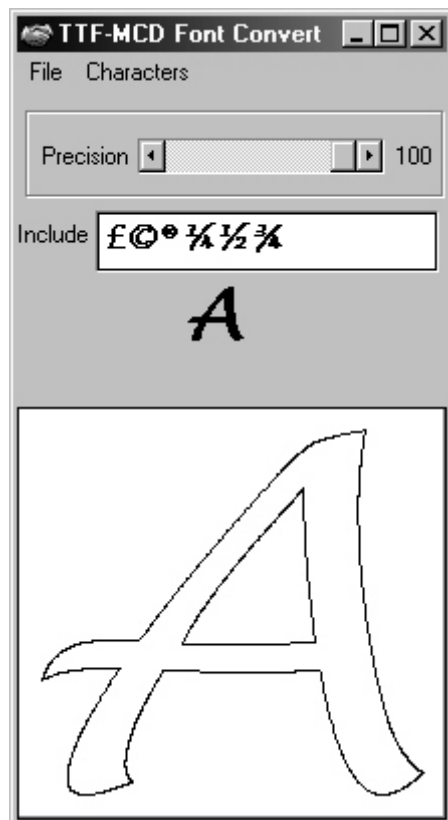 TTF-MCD Font Convert
File Characters
Precision 100
Include £©®¼½¾
A
A